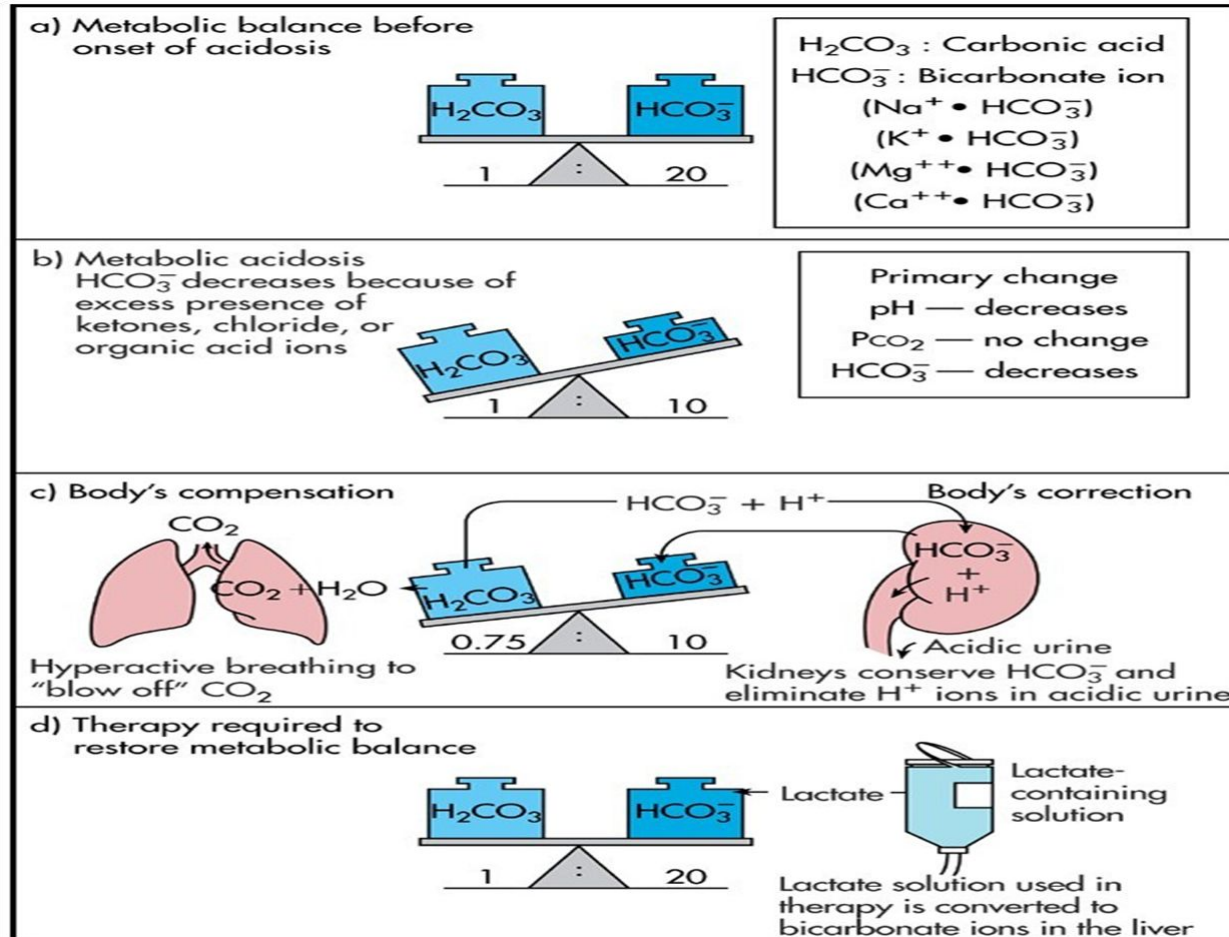 a) Metabolic balance before
onset of acidosis
H₂CO₃
HCO₃⁻
1 : 20
H₂CO₃ : Carbonic acid
HCO₃⁻ : Bicarbonate ion
(Na⁺ • HCO₃⁻)
(K⁺ • HCO₃⁻)
(Mg⁺⁺• HCO₃⁻)
(Ca⁺⁺• HCO₃⁻)
b) Metabolic acidosis
HCO₃⁻ decreases because of
excess presence of
ketones, chloride, or
organic acid ions
H₂CO₃
HCO₃⁻
1 : 10
Primary change
pH — decreases
PCO₂ — no change
HCO₃⁻ — decreases
c) Body's compensation
CO₂
CO₂ + H₂O
Hyperactive breathing to
"blow off" CO₂
HCO₃⁻ + H⁺
H₂CO₃
HCO₃⁻
0.75 : 10
Body's correction
HCO₃⁻
+
H⁺
Acidic urine
Kidneys conserve HCO₃⁻ and
eliminate H⁺ ions in acidic urine
d) Therapy required to
restore metabolic balance
H₂CO₃
HCO₃⁻
1 : 20
Lactate
Lactate-
containing
solution
Lactate solution used in
therapy is converted to
bicarbonate ions in the liver